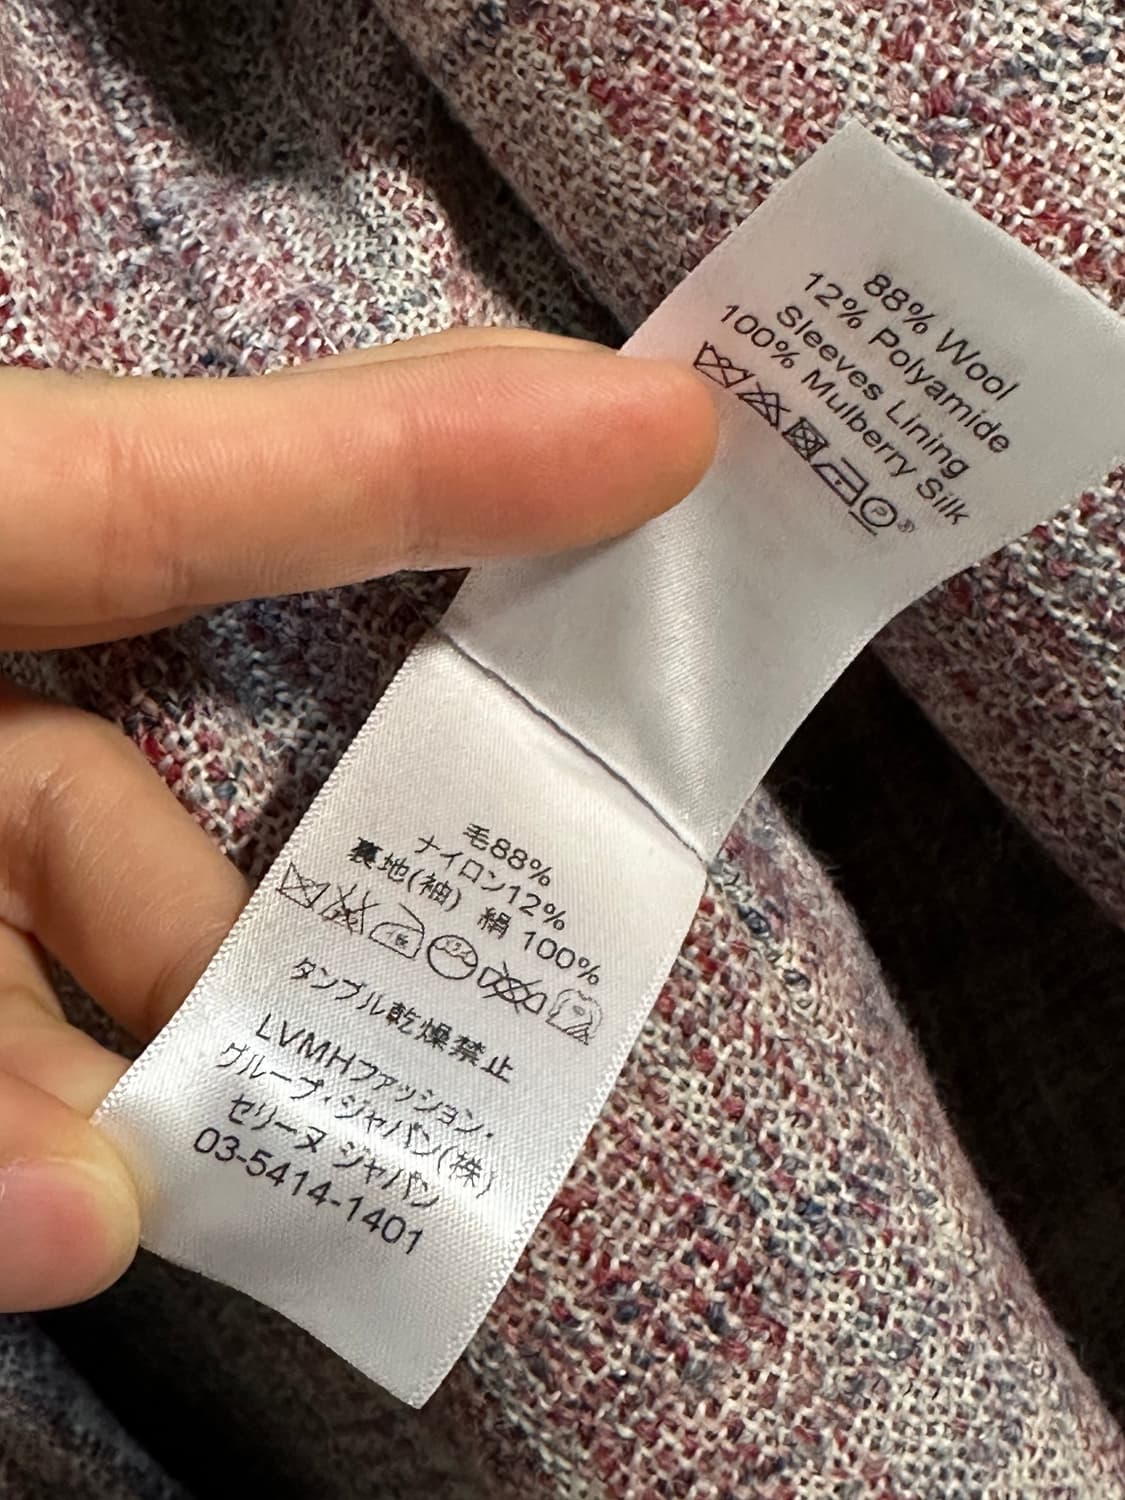 88% Wool
12% Polyamide
Sleeves Lining
100% Mulberry Silk
P ®
毛88%
ナイロン12%
裏地(袖) 絹 100%
タンブル乾燥禁止
LVMHファッション・
グループ・ジャパン(株)
セリーヌ ジャパン
03-5414-1401